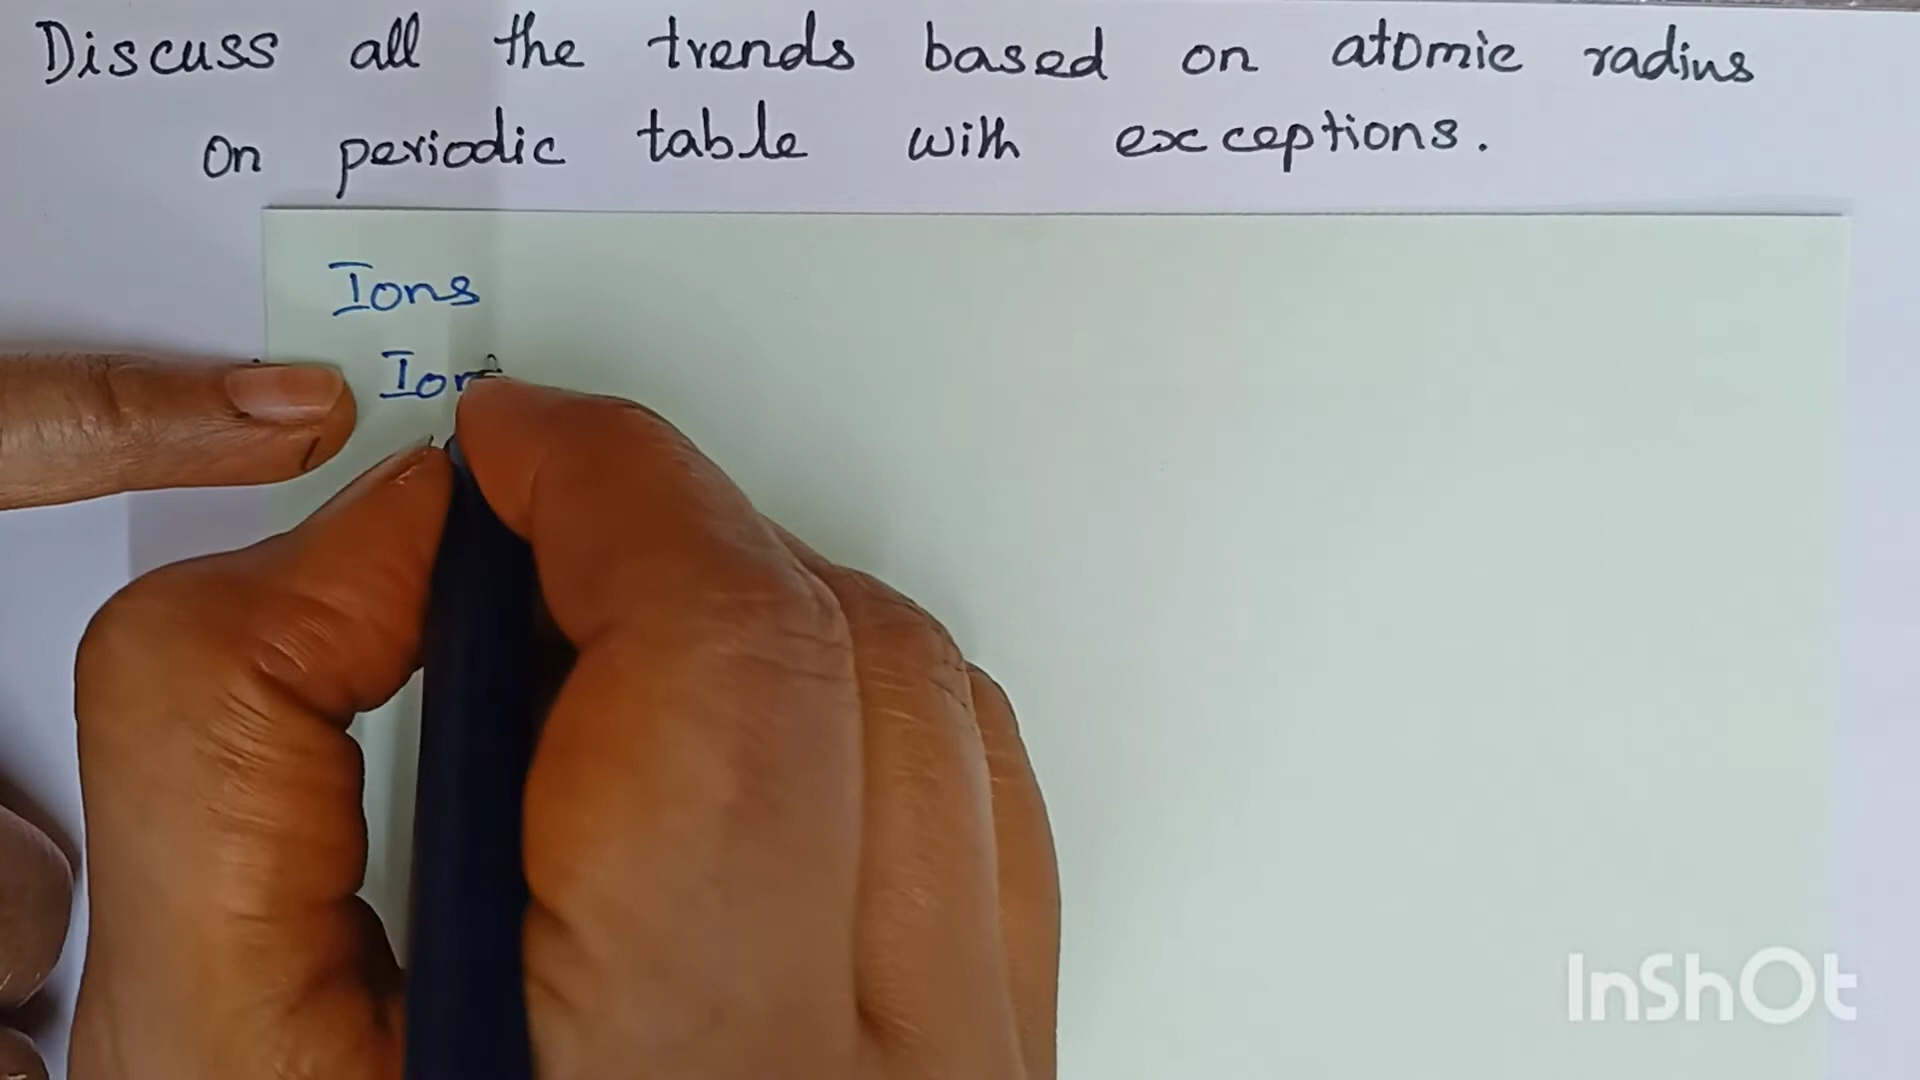 Discuss all the trends based on atomic radius
on periodic table with exceptions.
Ions
InShOt